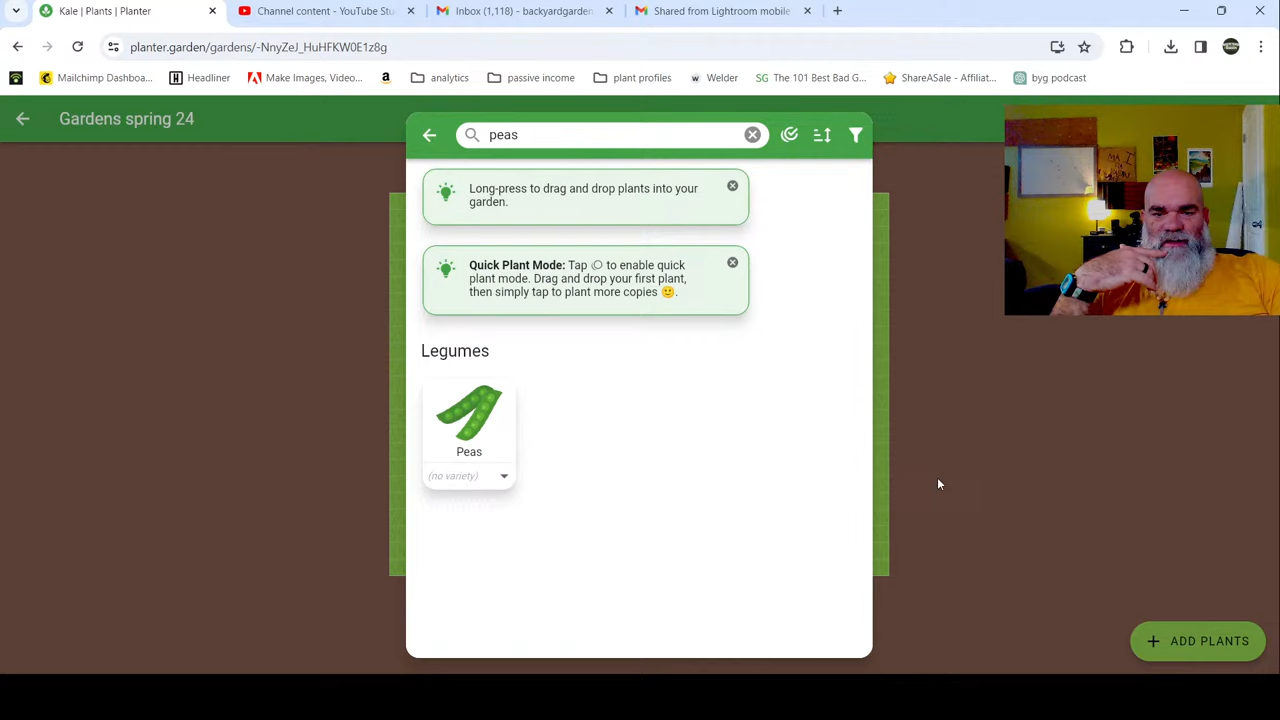 Kale | Plants | Planter
Channel content - YouTube Stu
Inbox (1,118) - backyardgarden
Shared from Lightroom mobile
planter.garden/gardens/-NnyZeJ_HuHFKW0E1z8g
Mailchimp Dashboa...
Headliner
Make Images, Video...
analytics
passive income
plant profiles
Welder
SG The 101 Best Bad G...
ShareASale - Affiliat...
byg podcast
Gardens spring 24
peas
Long-press to drag and drop plants into your
garden.
Quick Plant Mode: Tap to enable quick
plant mode. Drag and drop your first plant,
then simply tap to plant more copies 🙂.
Legumes
Peas
(no variety)
+ ADD PLANTS